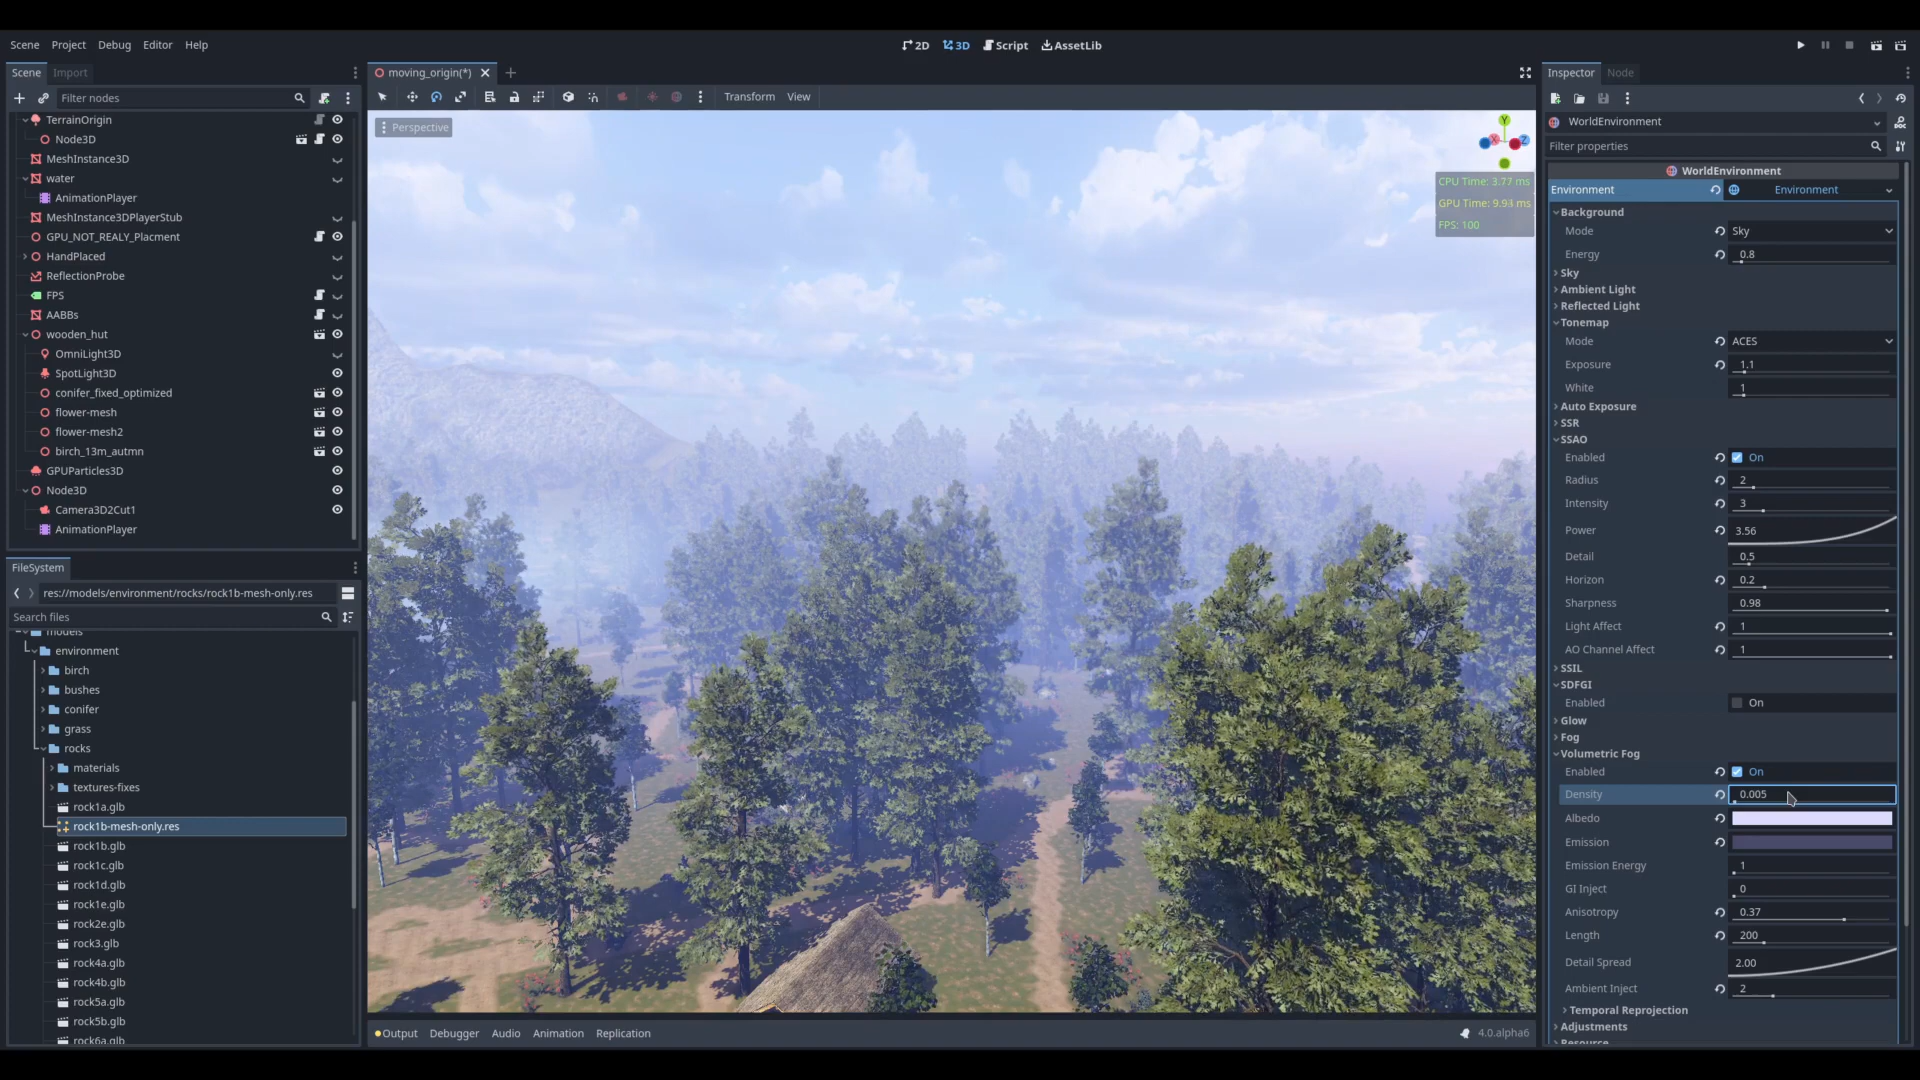 Scene Project Debug Editor Help
2D 3D Script AssetLib
Scene Import
Filter nodes
TerrainOrigin
Node3D
MeshInstance3D
water
AnimationPlayer
MeshInstance3DPlayerStub
GPU_NOT_REALY_Placment
HandPlaced
ReflectionProbe
FPS
AABBs
wooden_hut
OmniLight3D
SpotLight3D
conifer_fixed_optimized
flower-mesh
flower-mesh2
birch_13m_autmn
GPUParticles3D
Node3D
Camera3D2Cut1
AnimationPlayer
FileSystem
res://models/environment/rocks/rock1b-mesh-only.res
Search files
models
environment
birch
bushes
conifer
grass
rocks
materials
textures-fixes
rock1a.glb
rock1b-mesh-only.res
rock1b.glb
rock1c.glb
rock1d.glb
rock1e.glb
rock2e.glb
rock3.glb
rock4a.glb
rock4b.glb
rock5a.glb
rock5b.glb
rock6a.glb
moving_origin(*)
Transform View
Perspective
Y
X Z
CPU Time: 3.77 ms
GPU Time: 9.93 ms
FPS: 100
Output Debugger Audio Animation Replication
4.0.alpha6
Inspector Node
WorldEnvironment
Filter properties
WorldEnvironment
Environment Environment
Background
Mode Sky
Energy 0.8
Sky
Ambient Light
Reflected Light
Tonemap
Mode ACES
Exposure 1.1
White 1
Auto Exposure
SSR
SSAO
Enabled On
Radius 2
Intensity 3
Power 3.56
Detail 0.5
Horizon 0.2
Sharpness 0.98
Light Affect 1
AO Channel Affect 1
SSIL
SDFGI
Enabled On
Glow
Fog
Volumetric Fog
Enabled On
Density 0.005
Albedo
Emission
Emission Energy 1
GI Inject 0
Anisotropy 0.37
Length 200
Detail Spread 2.00
Ambient Inject 2
Temporal Reprojection
Adjustments
Resource